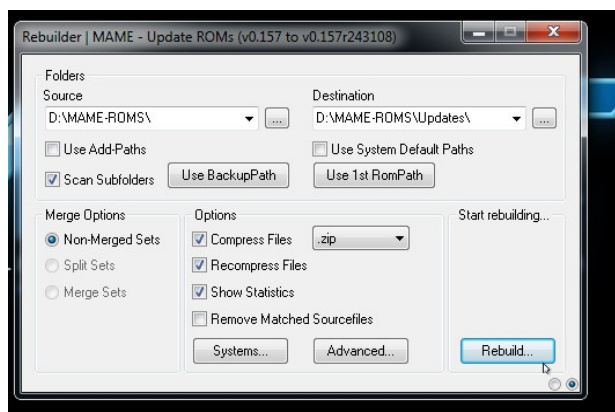 Rebuilder | MAME - Update ROMs (v0.157 to v0.157r243108)
Folders
Source
Destination
D:\MAME-ROMS\
...
D:\MAME-ROMS\Updates\
...
Use Add-Paths
Use System Default Paths
Scan Subfolders
Use BackupPath
Use 1st RomPath
Merge Options
Options
Start rebuilding...
Non-Merged Sets
Compress Files
.zip
Split Sets
Recompress Files
Merge Sets
Show Statistics
Remove Matched Sourcefiles
Systems...
Advanced...
Rebuild...